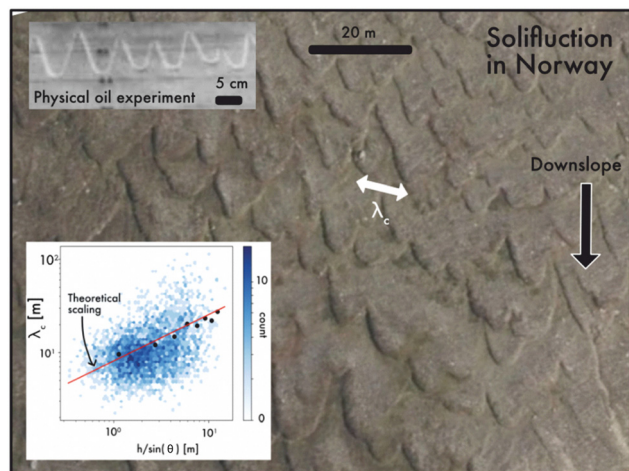 20 m
Solifluction
in Norway
Physical oil experiment
5 cm
Downslope
λc
10²
λc [m]
Theoretical
scaling
10
count
10¹
0
10⁰
10¹
h/sin(θ) [m]